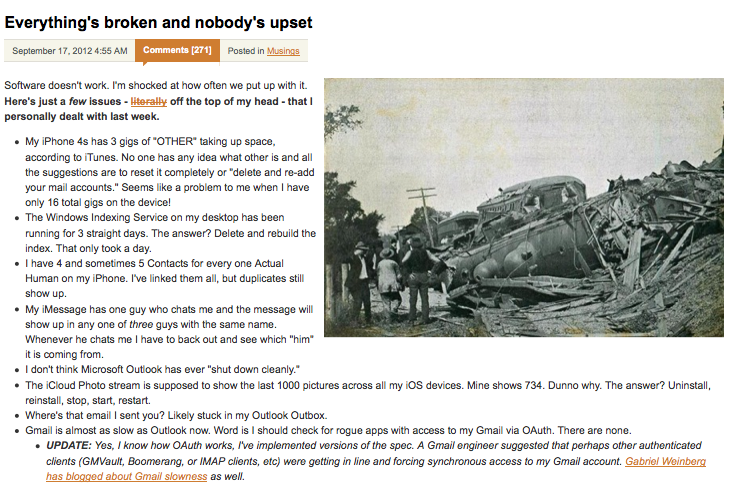 Everything's broken and nobody's upset
September 17, 2012 4:55 AM Comments [271] Posted in Musings
Software doesn't work. I'm shocked at how often we put up with it.
Here's just a few issues - literally off the top of my head - that I
personally dealt with last week.
My iPhone 4s has 3 gigs of "OTHER" taking up space,
according to iTunes. No one has any idea what other is and all
the suggestions are to reset it completely or "delete and re-add
your mail accounts." Seems like a problem to me when I have
only 16 total gigs on the device!
The Windows Indexing Service on my desktop has been
running for 3 straight days. The answer? Delete and rebuild the
index. That only took a day.
I have 4 and sometimes 5 Contacts for every one Actual
Human on my iPhone. I've linked them all, but duplicates still
show up.
My iMessage has one guy who chats me and the message will
show up in any one of three guys with the same name.
Whenever he chats me I have to back out and see which "him"
it is coming from.
I don't think Microsoft Outlook has ever "shut down cleanly."
The iCloud Photo stream is supposed to show the last 1000 pictures across all my iOS devices. Mine shows 734. Dunno why. The answer? Uninstall,
reinstall, stop, start, restart.
Where's that email I sent you? Likely stuck in my Outlook Outbox.
Gmail is almost as slow as Outlook now. Word is I should check for rogue apps with access to my Gmail via OAuth. There are none.
UPDATE: Yes, I know how OAuth works, I've implemented versions of the spec. A Gmail engineer suggested that perhaps other authenticated
clients (GMVault, Boomerang, or IMAP clients, etc) were getting in line and forcing synchronous access to my Gmail account. Gabriel Weinberg
has blogged about Gmail slowness as well.